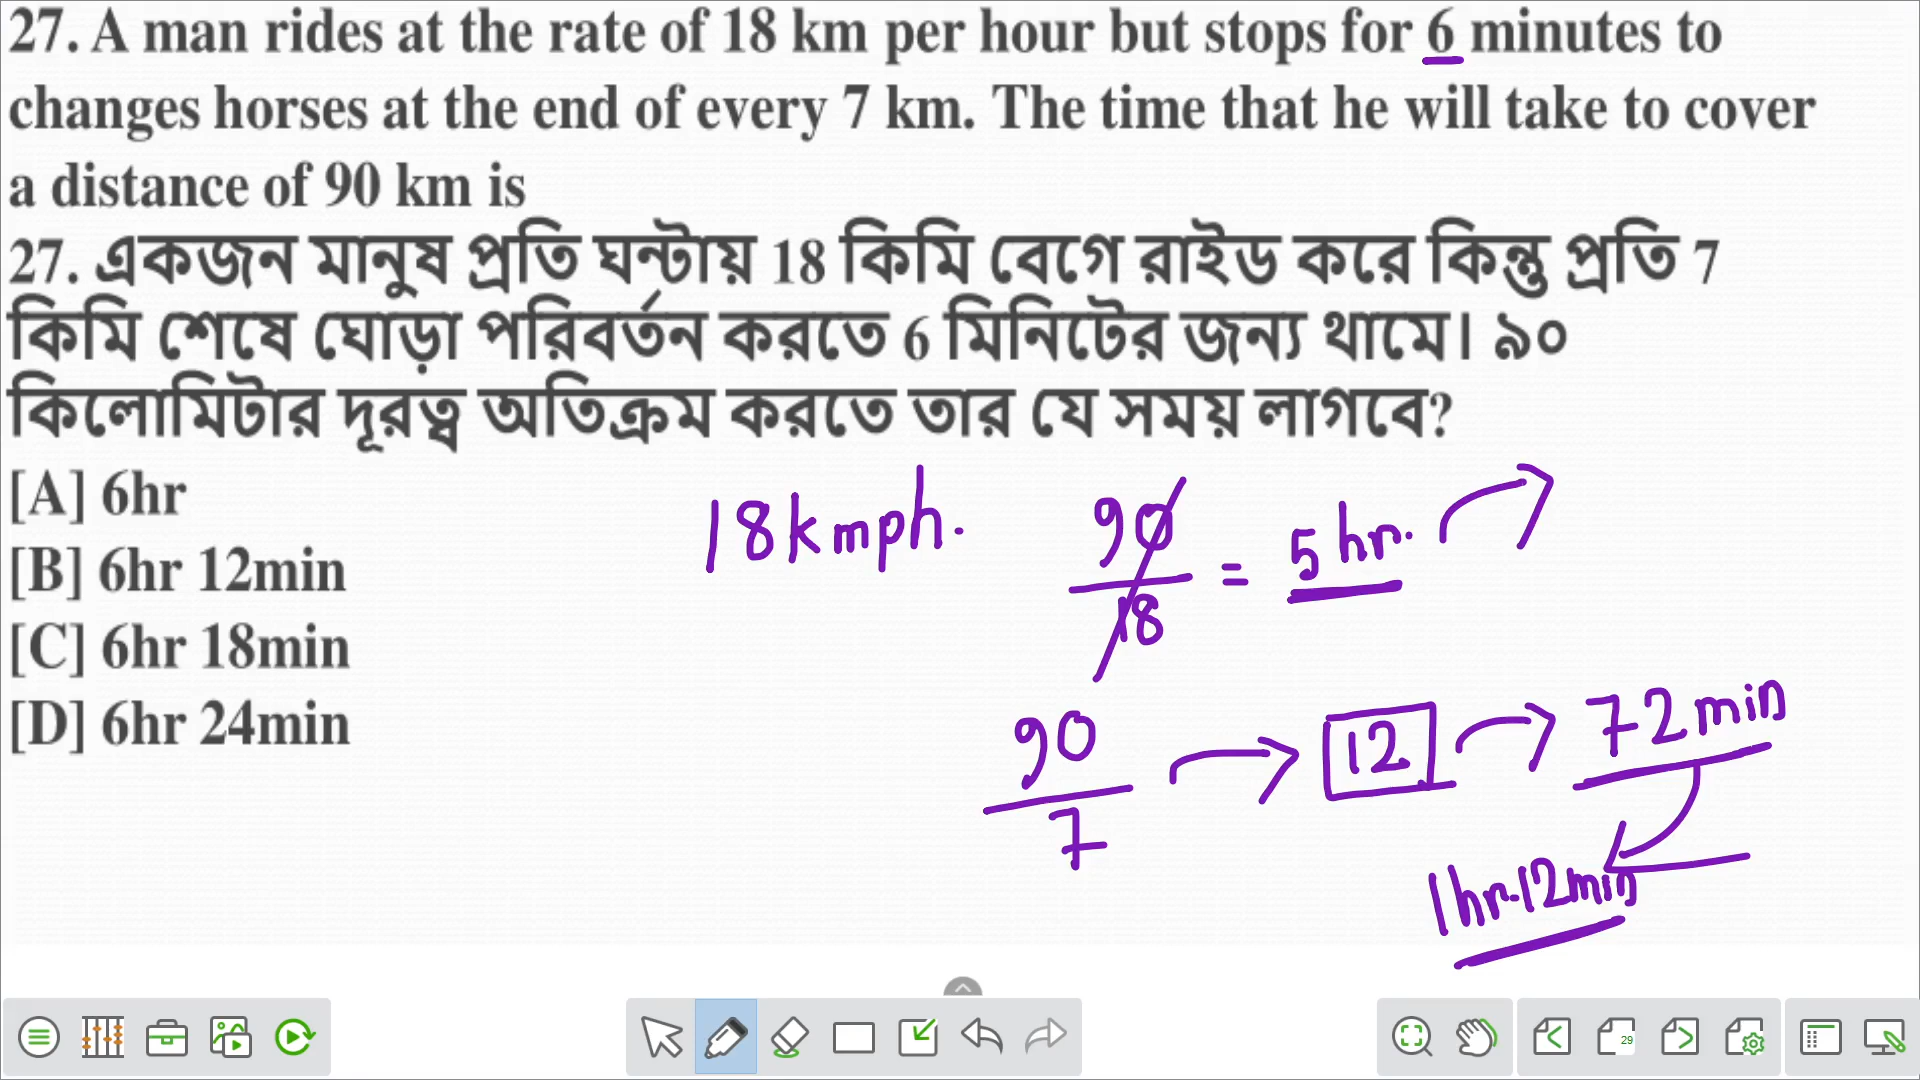 27. A man rides at the rate of 18 km per hour but stops for 6 minutes to
changes horses at the end of every 7 km. The time that he will take to cover
a distance of 90 km is
27. একজন মানুষ প্রতি ঘন্টায় 18 কিমি বেগে রাইড করে কিন্তু প্রতি 7
কিমি শেষে ঘোড়া পরিবর্তন করতে 6 মিনিটের জন্য থামে। ৯০
কিলোমিটার দূরত্ব অতিক্রম করতে তার যে সময় লাগবে?
[A] 6hr
[B] 6hr 12min
[C] 6hr 18min
[D] 6hr 24min
18kmph.
90
18
= 5 hr.
90
7
12
72 min
1hr-12min
29